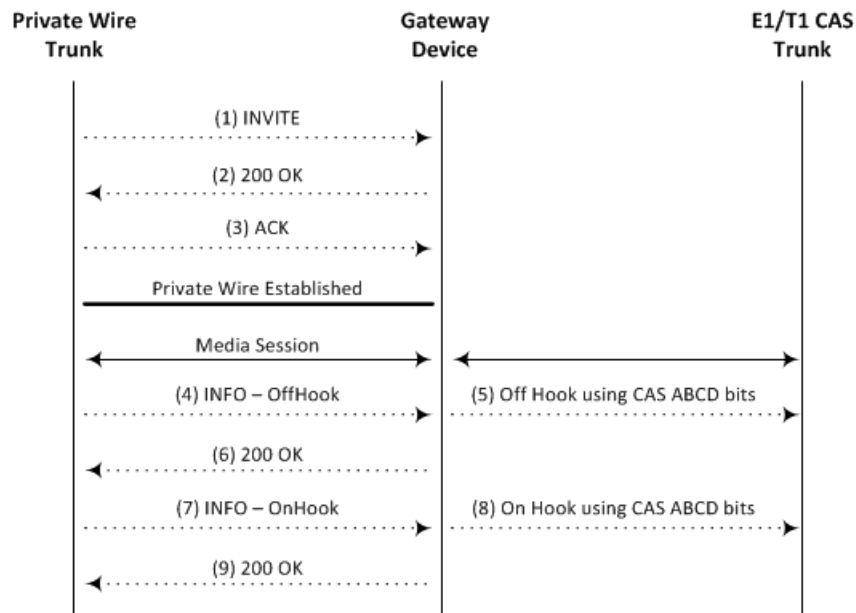 Private Wire Trunk
Gateway Device
E1/T1 CAS Trunk
(1) INVITE
(2) 200 OK
(3) ACK
Private Wire Established
Media Session
(4) INFO – OffHook
(5) Off Hook using CAS ABCD bits
(6) 200 OK
(7) INFO – OnHook
(8) On Hook using CAS ABCD bits
(9) 200 OK